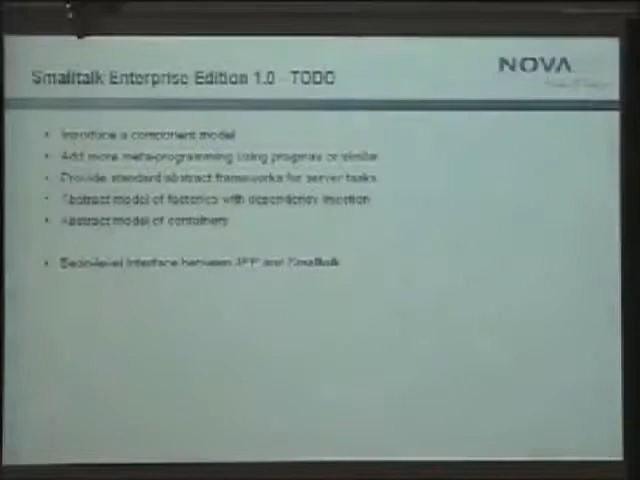 Smalltalk Enterprise Edition 1.0 - TODO
NOVA
• Introduce a component model
• Add more meta-programming using pragmas or similar
• Provide standard abstract frameworks for server tasks
• Abstract model of factories with dependency injection
• Abstract model of containers
• Bean-level interface between and Smalltalk